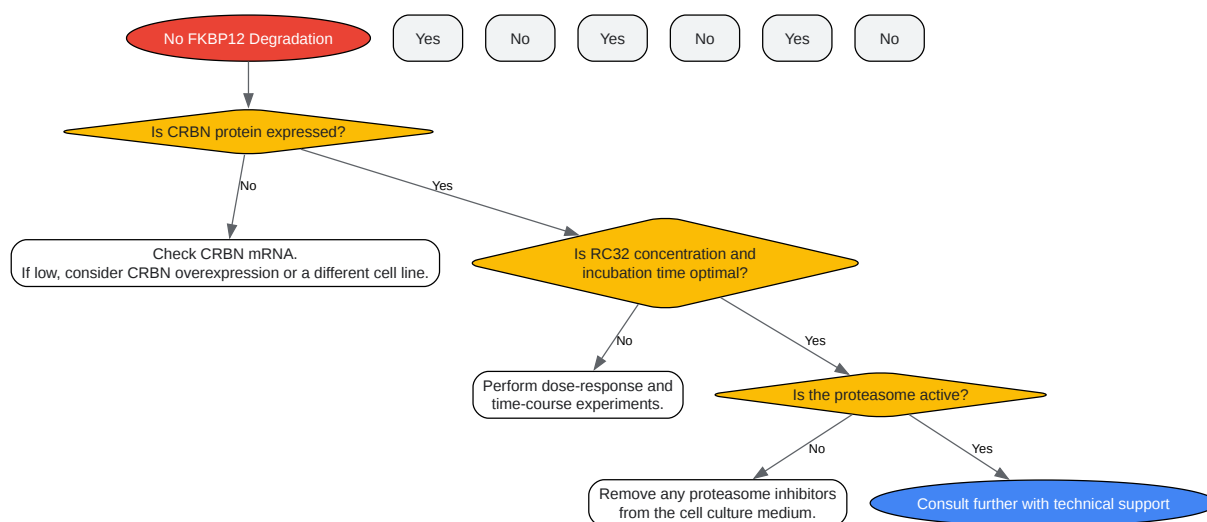 No FKBP12 Degradation
Yes
No
Yes
No
Yes
No
Is CRBN protein expressed?
No
Yes
Check CRBN mRNA.
If low, consider CRBN overexpression or a different cell line.
Is RC32 concentration and
incubation time optimal?
No
Yes
Perform dose-response and
time-course experiments.
Is the proteasome active?
No
Yes
Remove any proteasome inhibitors
from the cell culture medium.
Consult further with technical support